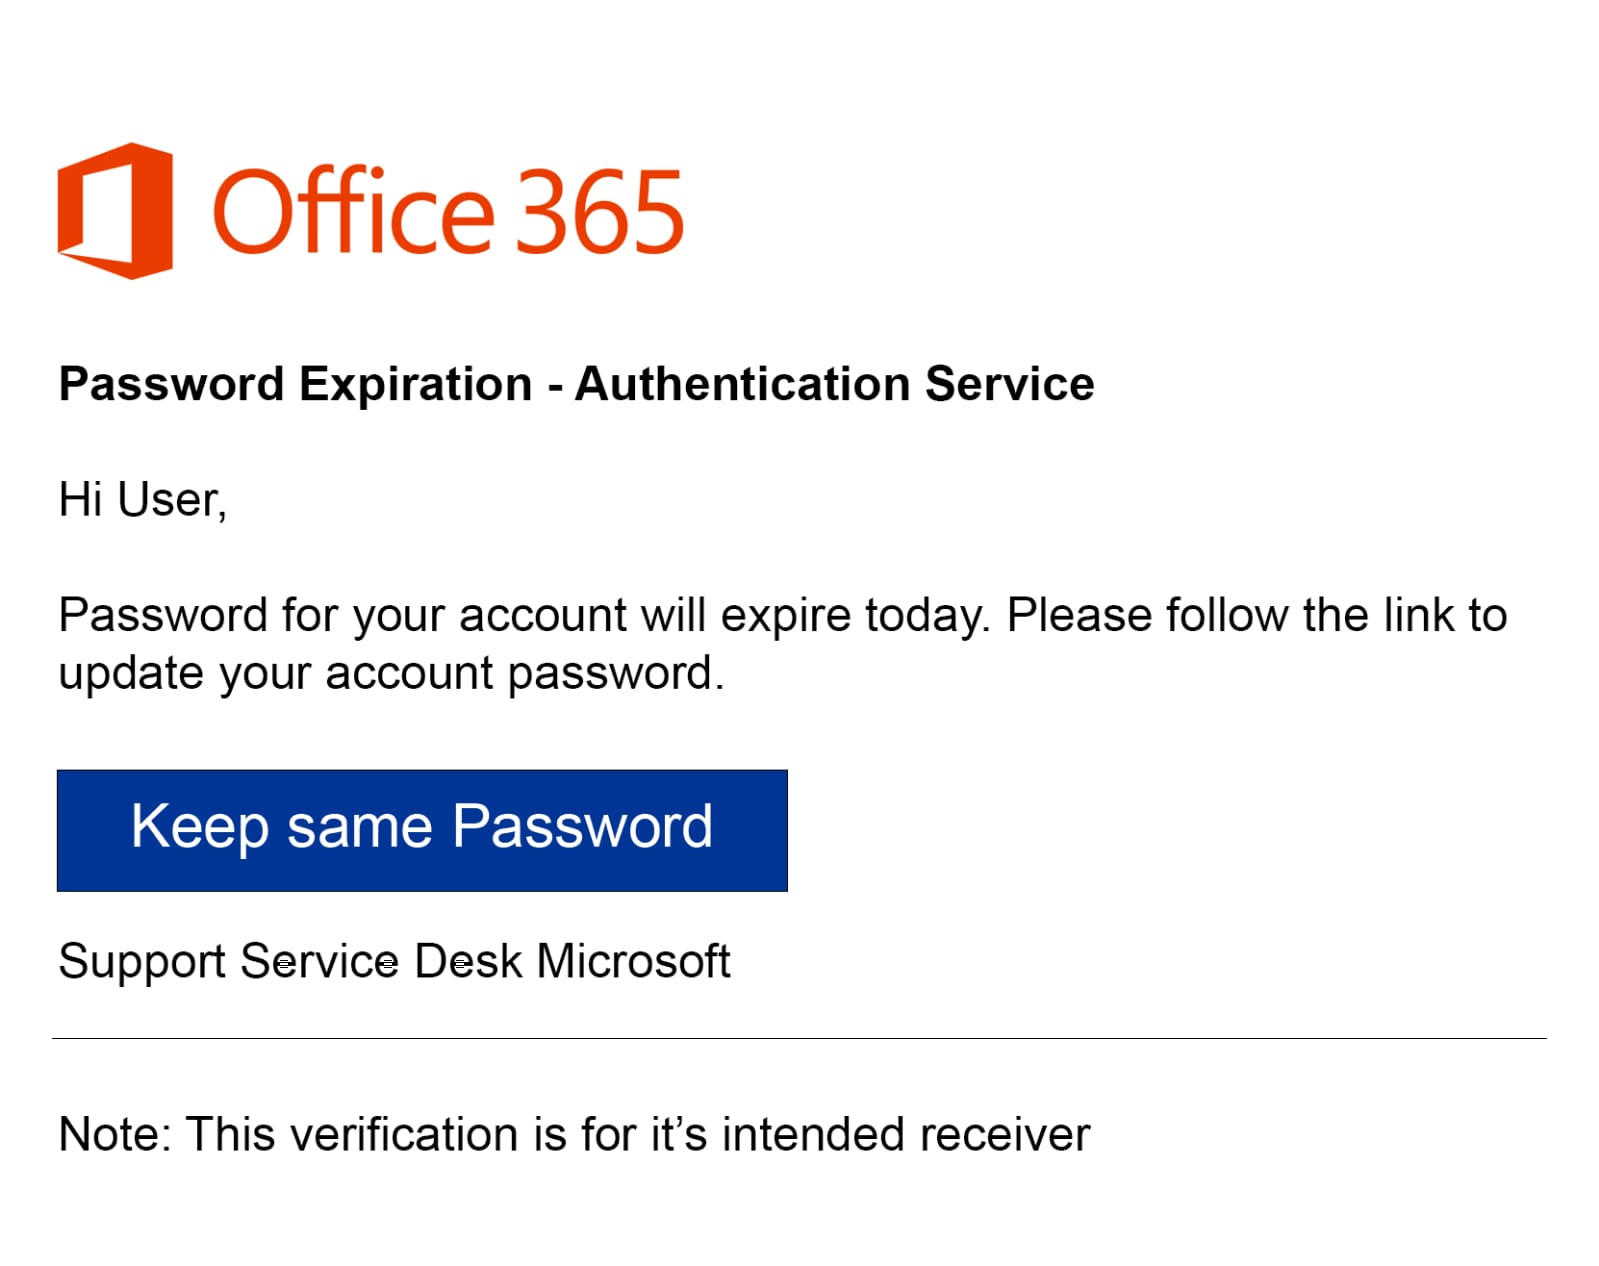 Office 365
Password Expiration - Authentication Service
Hi User,
Password for your account will expire today. Please follow the link to
update your account password.
Keep same Password
Support Service Desk Microsoft
Note: This verification is for it’s intended receiver